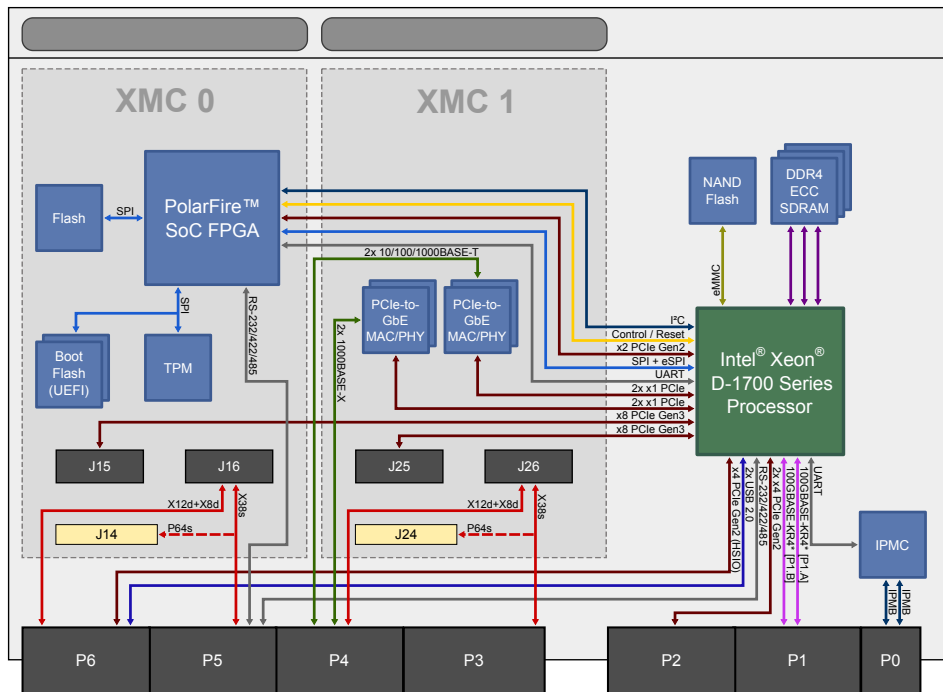 XMC 0
XMC 1
Flash
SPI
PolarFire™
SoC FPGA
NAND
Flash
DDR4
ECC
SDRAM
2x 10/100/1000BASE-T
eMMC
SPI
RS-232/422/485
Boot
Flash
(UEFI)
TPM
2x 1000BASE-X
PCIe-to-
GbE
MAC/PHY
PCIe-to-
GbE
MAC/PHY
I²C
Control / Reset
x2 PCIe Gen2
SPI + eSPI
UART
2x x1 PCIe
2x x1 PCIe
x8 PCIe Gen3
x8 PCIe Gen3
Intel® Xeon®
D-1700 Series
Processor
J15
J16
J25
J26
X12d+X8d
X38s
X12d+X8d
X38s
J14
P64s
J24
P64s
x4 PCIe Gen2 (HSIO)
2x USB 2.0
RS-232/422/485
2x x4 PCIe Gen2
100GBASE-KR4* [P1.B]
100GBASE-KR4* [P1.A]
UART
IPMC
IPMB
IPMB
P6
P5
P4
P3
P2
P1
P0